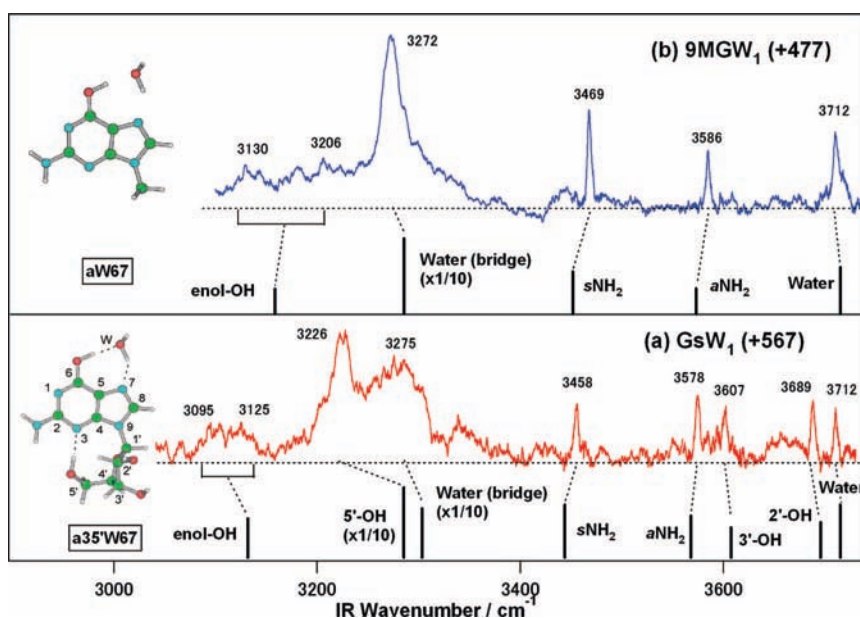 (b) 9MGW₁ (+477)
3272
3469
3712
3586
3130
3206
aW67
enol-OH
Water (bridge)
(x1/10)
sNH₂
aNH₂
Water
(a) GsW₁ (+567)
W
6
5
7
1
8
2
3
4
9
1'
2'
4'
5'
3'
a35'W67
3226
3275
3095
3125
3458
3578
3607
3689
3712
enol-OH
5'-OH
(x1/10)
Water (bridge)
(x1/10)
sNH₂
aNH₂
3'-OH
2'-OH
Water
3000
3200
3400
3600
IR Wavenumber / cm⁻¹